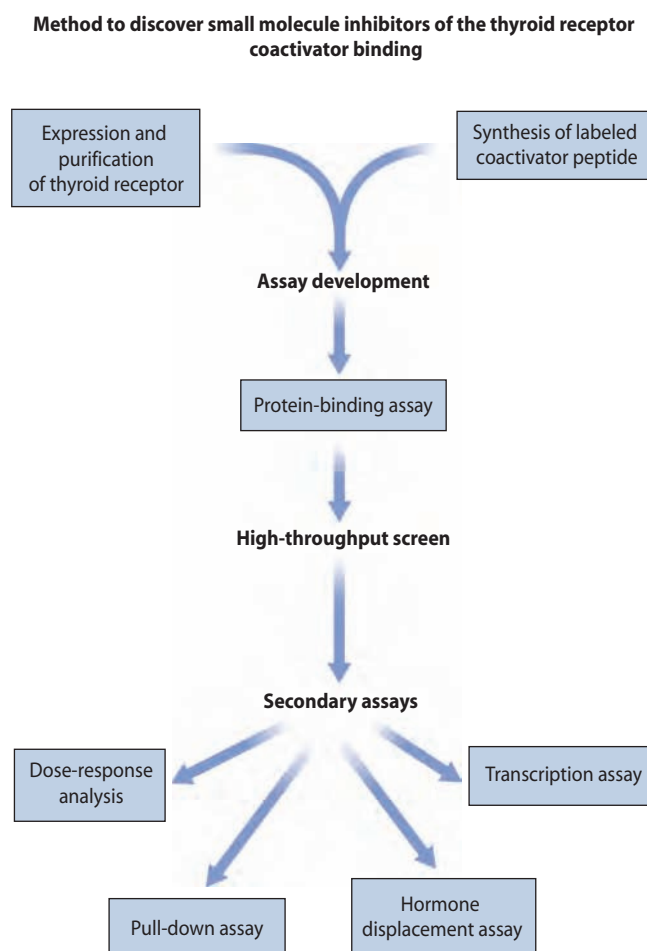 Method to discover small molecule inhibitors of the thyroid receptor
coactivator binding
Expression and
purification
of thyroid receptor
Synthesis of labeled
coactivator peptide
Assay development
Protein-binding assay
High-throughput screen
Secondary assays
Dose-response
analysis
Transcription assay
Pull-down assay
Hormone
displacement assay